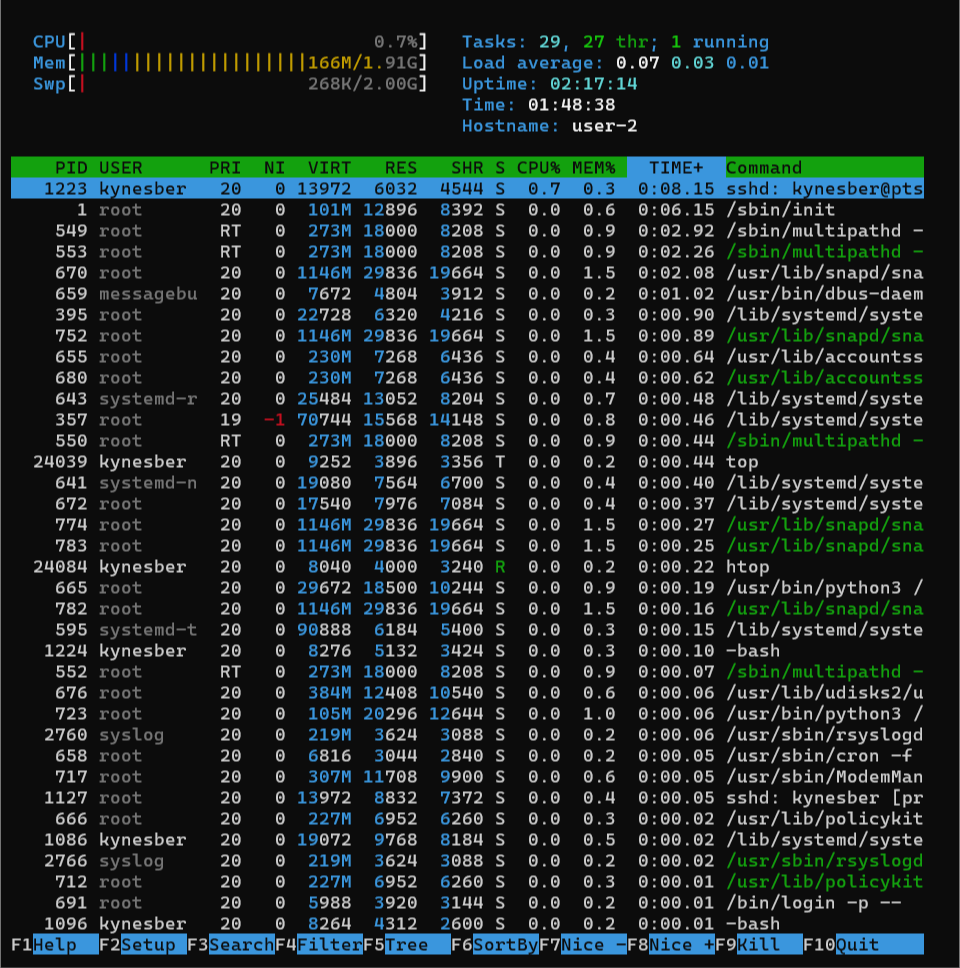 CPU[| 0.7%] Tasks: 29, 27 thr; 1 running
Mem[|||||||||||||||||||||166M/1.91G] Load average: 0.07 0.03 0.01
Swp[| 268K/2.00G] Uptime: 02:17:14
Time: 01:48:38
Hostname: user-2
PID USER PRI NI VIRT RES SHR S CPU% MEM% TIME+ Command
1223 kynesber 20 0 13972 6032 4544 S 0.7 0.3 0:08.15 sshd: kynesber@pts
1 root 20 0 101M 12896 8392 S 0.0 0.6 0:06.15 /sbin/init
549 root RT 0 273M 18000 8208 S 0.0 0.9 0:02.92 /sbin/multipathd -
553 root RT 0 273M 18000 8208 S 0.0 0.9 0:02.26 /sbin/multipathd -
670 root 20 0 1146M 29836 19664 S 0.0 1.5 0:02.08 /usr/lib/snapd/sna
659 messagebu 20 0 7672 4804 3912 S 0.0 0.2 0:01.02 /usr/bin/dbus-daem
395 root 20 0 22728 6320 4216 S 0.0 0.3 0:00.90 /lib/systemd/syste
752 root 20 0 1146M 29836 19664 S 0.0 1.5 0:00.89 /usr/lib/snapd/sna
655 root 20 0 230M 7268 6436 S 0.0 0.4 0:00.64 /usr/lib/accountss
680 root 20 0 230M 7268 6436 S 0.0 0.4 0:00.62 /usr/lib/accountss
643 systemd-r 20 0 25484 13052 8204 S 0.0 0.7 0:00.48 /lib/systemd/syste
357 root 19 -1 70744 15568 14148 S 0.0 0.8 0:00.46 /lib/systemd/syste
550 root RT 0 273M 18000 8208 S 0.0 0.9 0:00.44 /sbin/multipathd -
24039 kynesber 20 0 9252 3896 3356 T 0.0 0.2 0:00.44 top
641 systemd-n 20 0 19080 7564 6700 S 0.0 0.4 0:00.40 /lib/systemd/syste
672 root 20 0 17540 7976 7084 S 0.0 0.4 0:00.37 /lib/systemd/syste
774 root 20 0 1146M 29836 19664 S 0.0 1.5 0:00.27 /usr/lib/snapd/sna
783 root 20 0 1146M 29836 19664 S 0.0 1.5 0:00.25 /usr/lib/snapd/sna
24084 kynesber 20 0 8040 4000 3240 R 0.0 0.2 0:00.22 htop
665 root 20 0 29672 18500 10244 S 0.0 0.9 0:00.19 /usr/bin/python3 /
782 root 20 0 1146M 29836 19664 S 0.0 1.5 0:00.16 /usr/lib/snapd/sna
595 systemd-t 20 0 90888 6184 5400 S 0.0 0.3 0:00.15 /lib/systemd/syste
1224 kynesber 20 0 8276 5132 3424 S 0.0 0.3 0:00.10 -bash
552 root RT 0 273M 18000 8208 S 0.0 0.9 0:00.07 /sbin/multipathd -
676 root 20 0 384M 12408 10540 S 0.0 0.6 0:00.06 /usr/lib/udisks2/u
723 root 20 0 105M 20296 12644 S 0.0 1.0 0:00.06 /usr/bin/python3 /
2760 syslog 20 0 219M 3624 3088 S 0.0 0.2 0:00.06 /usr/sbin/rsyslogd
658 root 20 0 6816 3044 2840 S 0.0 0.2 0:00.05 /usr/sbin/cron -f
717 root 20 0 307M 11708 9900 S 0.0 0.6 0:00.05 /usr/sbin/ModemMan
1127 root 20 0 13972 8832 7372 S 0.0 0.4 0:00.05 sshd: kynesber [pr
666 root 20 0 227M 6952 6260 S 0.0 0.3 0:00.02 /usr/lib/policykit
1086 kynesber 20 0 19072 9768 8184 S 0.0 0.5 0:00.02 /lib/systemd/syste
2766 syslog 20 0 219M 3624 3088 S 0.0 0.2 0:00.02 /usr/sbin/rsyslogd
712 root 20 0 227M 6952 6260 S 0.0 0.3 0:00.01 /usr/lib/policykit
691 root 20 0 5988 3920 3144 S 0.0 0.2 0:00.01 /bin/login -p --
1096 kynesber 20 0 8264 4312 2600 S 0.0 0.2 0:00.01 -bash
F1Help F2Setup F3SearchF4FilterF5Tree F6SortByF7Nice -F8Nice +F9Kill F10Quit